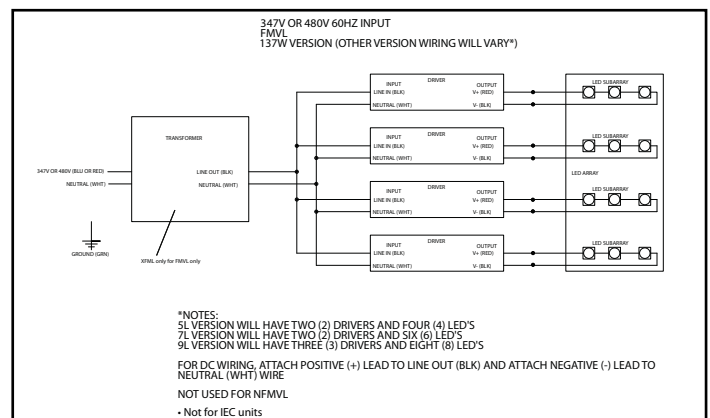 347V OR 480V 60HZ INPUT
FMVL
137W VERSION (OTHER VERSION WIRING WILL VARY*)
TRANSFORMER
347V OR 480V (BLU OR RED)
NEUTRAL (WHT)
LINE OUT (BLK)
NEUTRAL (WHT)
GROUND (GRN)
XFML only for FMVL only
INPUT
DRIVER
OUTPUT
LINE IN (BLK)
V+ (RED)
NEUTRAL (WHT)
V- (BLK)
LED SUBARRAY
INPUT
DRIVER
OUTPUT
LINE IN (BLK)
V+ (RED)
NEUTRAL (WHT)
V- (BLK)
LED SUBARRAY
LED ARRAY
INPUT
DRIVER
OUTPUT
LINE IN (BLK)
V+ (RED)
NEUTRAL (WHT)
V- (BLK)
LED SUBARRAY
INPUT
DRIVER
OUTPUT
LINE IN (BLK)
V+ (RED)
NEUTRAL (WHT)
V- (BLK)
LED SUBARRAY
*NOTES:
5L VERSION WILL HAVE TWO (2) DRIVERS AND FOUR (4) LED'S
7L VERSION WILL HAVE TWO (2) DRIVERS AND SIX (6) LED'S
9L VERSION WILL HAVE THREE (3) DRIVERS AND EIGHT (8) LED'S
FOR DC WIRING, ATTACH POSITIVE (+) LEAD TO LINE OUT (BLK) AND ATTACH NEGATIVE (-) LEAD TO
NEUTRAL (WHT) WIRE
NOT USED FOR NFMVL
• Not for IEC units